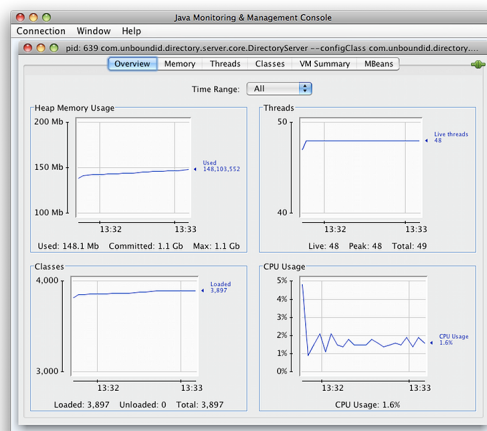 Java Monitoring & Management Console
Connection Window Help
pid: 639 com.unboundid.directory.server.core.DirectoryServer --configClass com.unboundid.directory....
Overview Memory Threads Classes VM Summary MBeans
Time Range: All
Heap Memory Usage
200 Mb
150 Mb
100 Mb
Used
148,103,552
13:32 13:33
Used: 148.1 Mb Committed: 1.1 Gb Max: 1.1 Gb
Threads
50
40
Live threads
48
13:32 13:33
Live: 48 Peak: 48 Total: 49
Classes
4,000
3,000
Loaded
3,897
13:32 13:33
Loaded: 3,897 Unloaded: 0 Total: 3,897
CPU Usage
5%
4%
3%
2%
1%
0%
CPU Usage
1.6%
13:32 13:33
CPU Usage: 1.6%